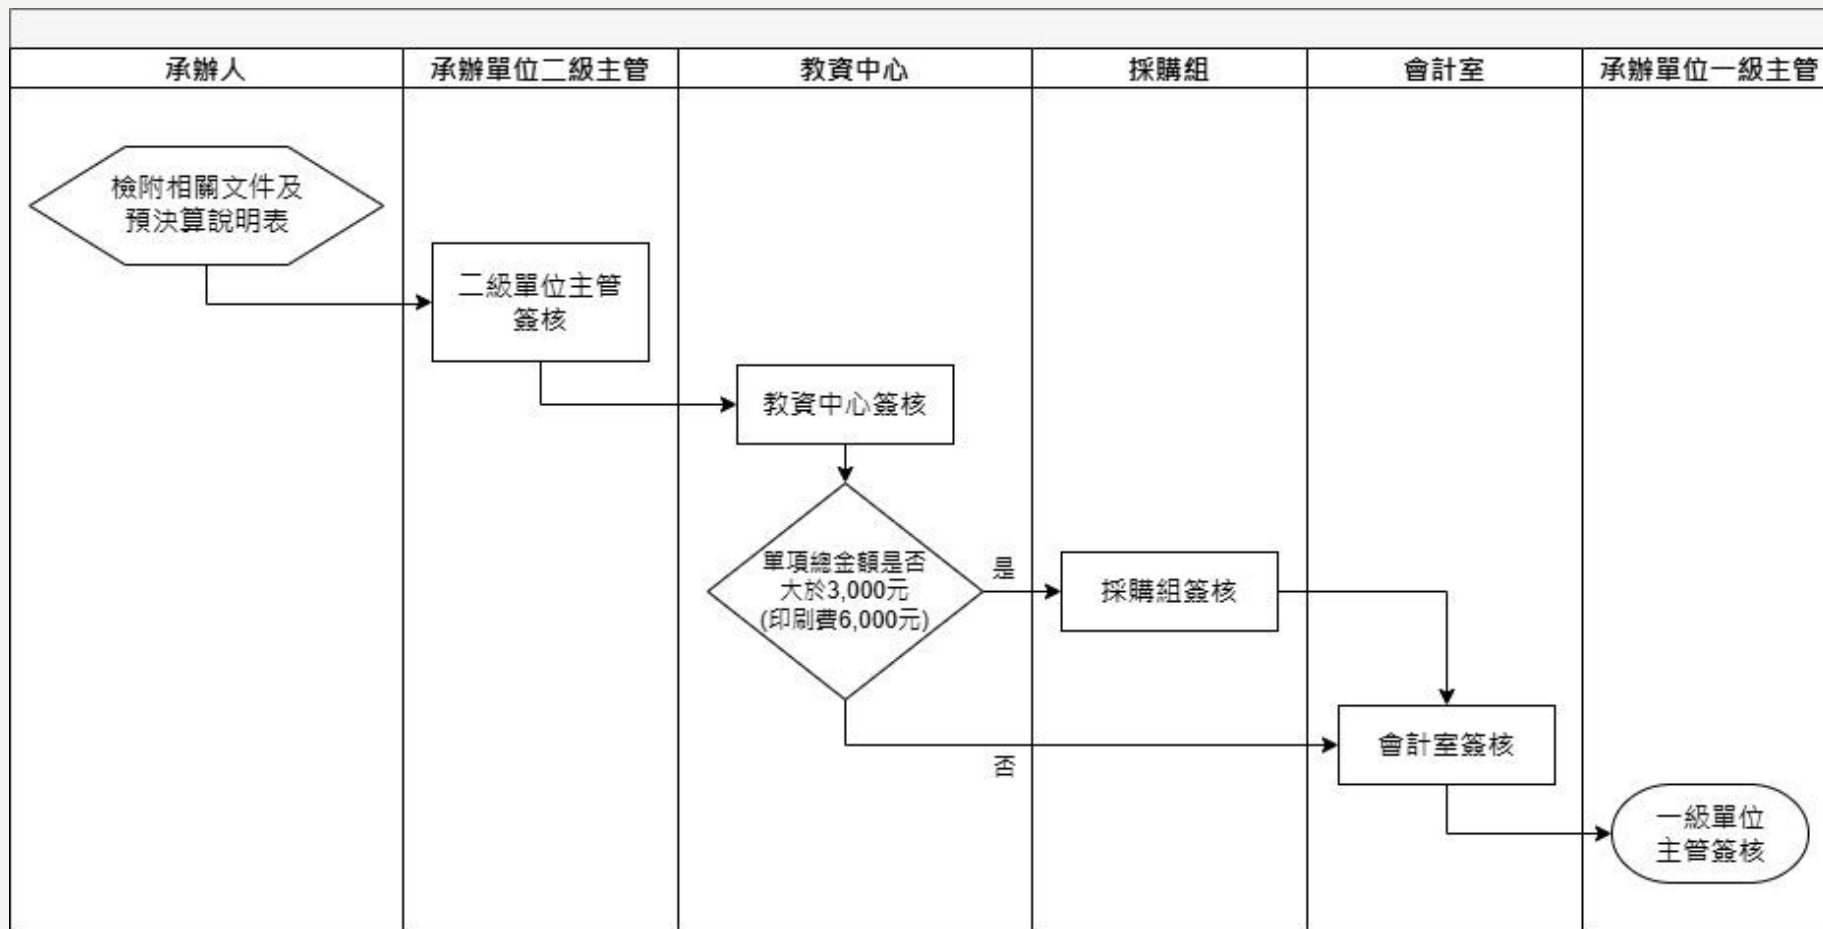 承辦人
承辦單位二級主管
教資中心
採購組
會計室
承辦單位一級主管
檢附相關文件及
預決算說明表
二級單位主管
簽核
教資中心簽核
單項總金額是否
大於3,000元
(印刷費6,000元)
是
採購組簽核
否
會計室簽核
一級單位
主管簽核